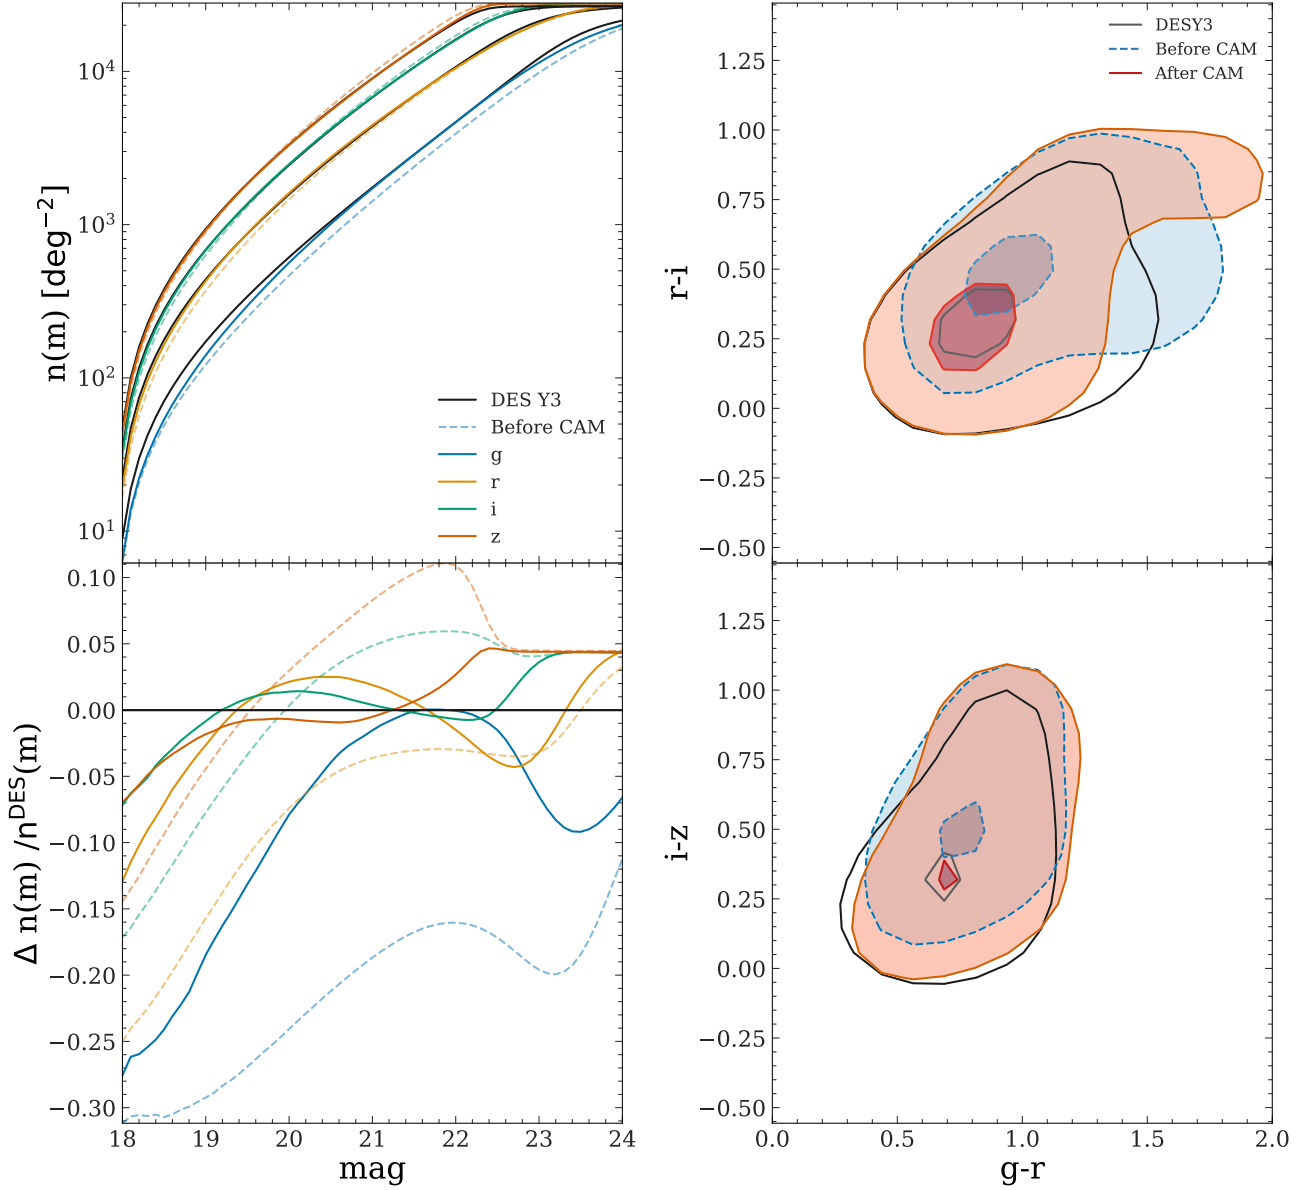 n(m) [deg⁻²]
10⁴
10³
10²
10¹
DES Y3
Before CAM
g
r
i
z
Δ n(m) /n^DES(m)
0.10
0.05
0.00
−0.05
−0.10
−0.15
−0.20
−0.25
−0.30
18 19 20 21 22 23 24
mag
r-i
1.25
1.00
0.75
0.50
0.25
0.00
−0.25
−0.50
DESY3
Before CAM
After CAM
i-z
1.25
1.00
0.75
0.50
0.25
0.00
−0.25
−0.50
0.0 0.5 1.0 1.5 2.0
g-r